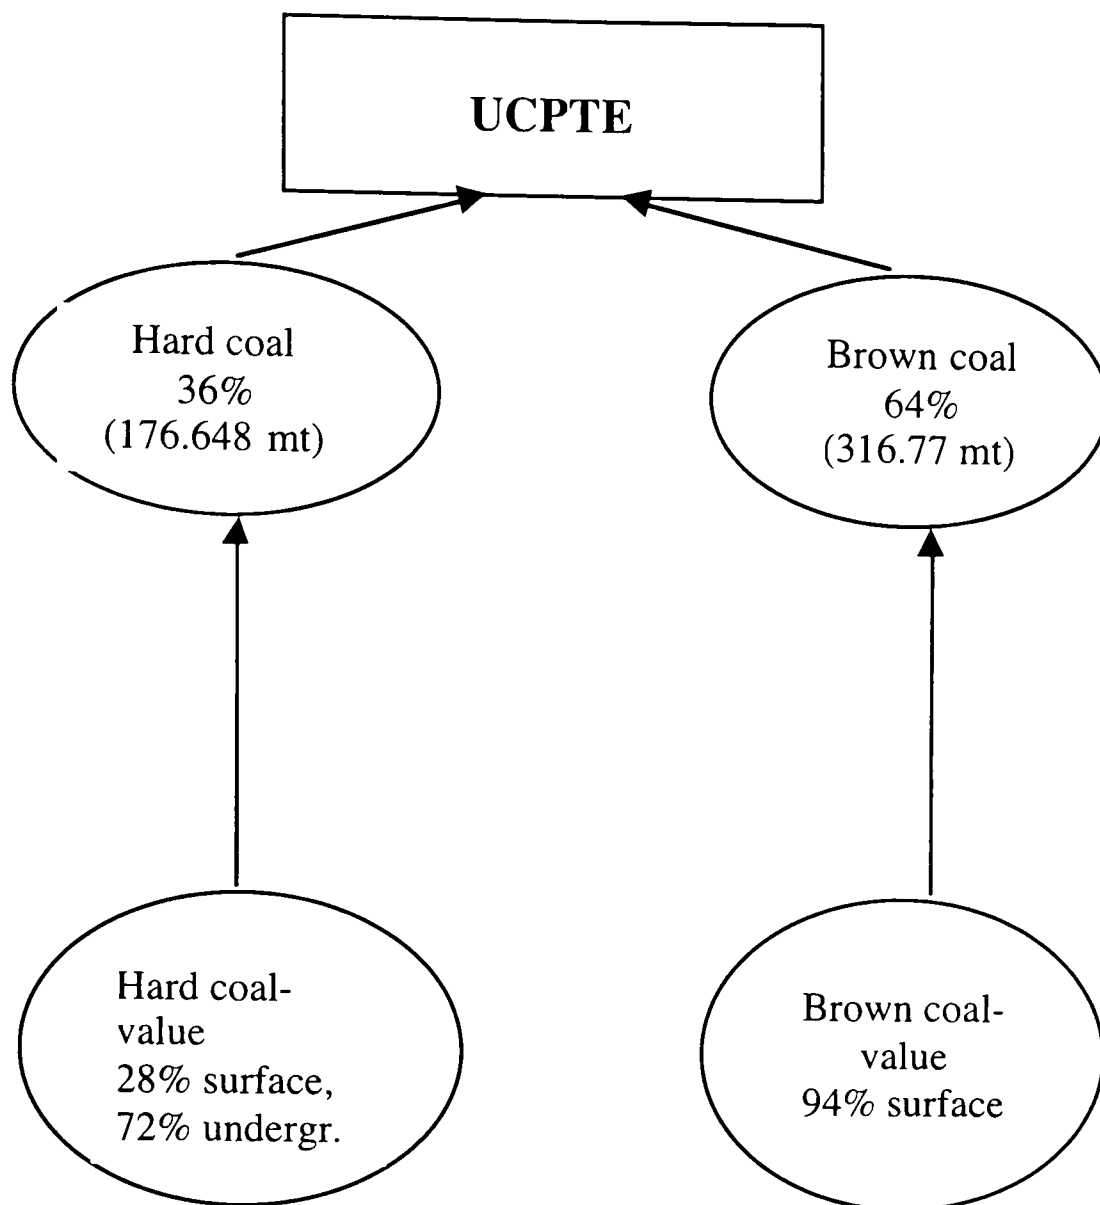 UCPTE
Hard coal
36%
(176.648 mt)
Brown coal
64%
(316.77 mt)
Hard coal-
value
28% surface,
72% undergr.
Brown coal-
value
94% surface